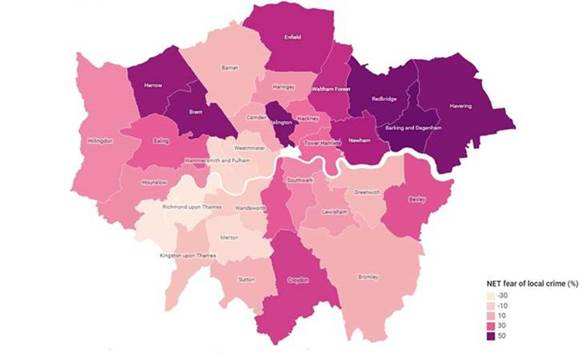 Enfield
Barnet
Harrow
Haringey
Waltham Forest
Redbridge
Havering
Brent
Camden
Islington
Hackney
Barking and Dagenham
Hillingdon
Ealing
Westminster
Tower Hamlets
Newham
Hammersmith and Fulham
Hounslow
Southwark
Greenwich
Bexley
Richmond upon Thames
Wandsworth
Lewisham
Merton
Kingston upon Thames
Sutton
Croydon
Bromley
NET fear of local crime (%)
-30
-10
10
30
50